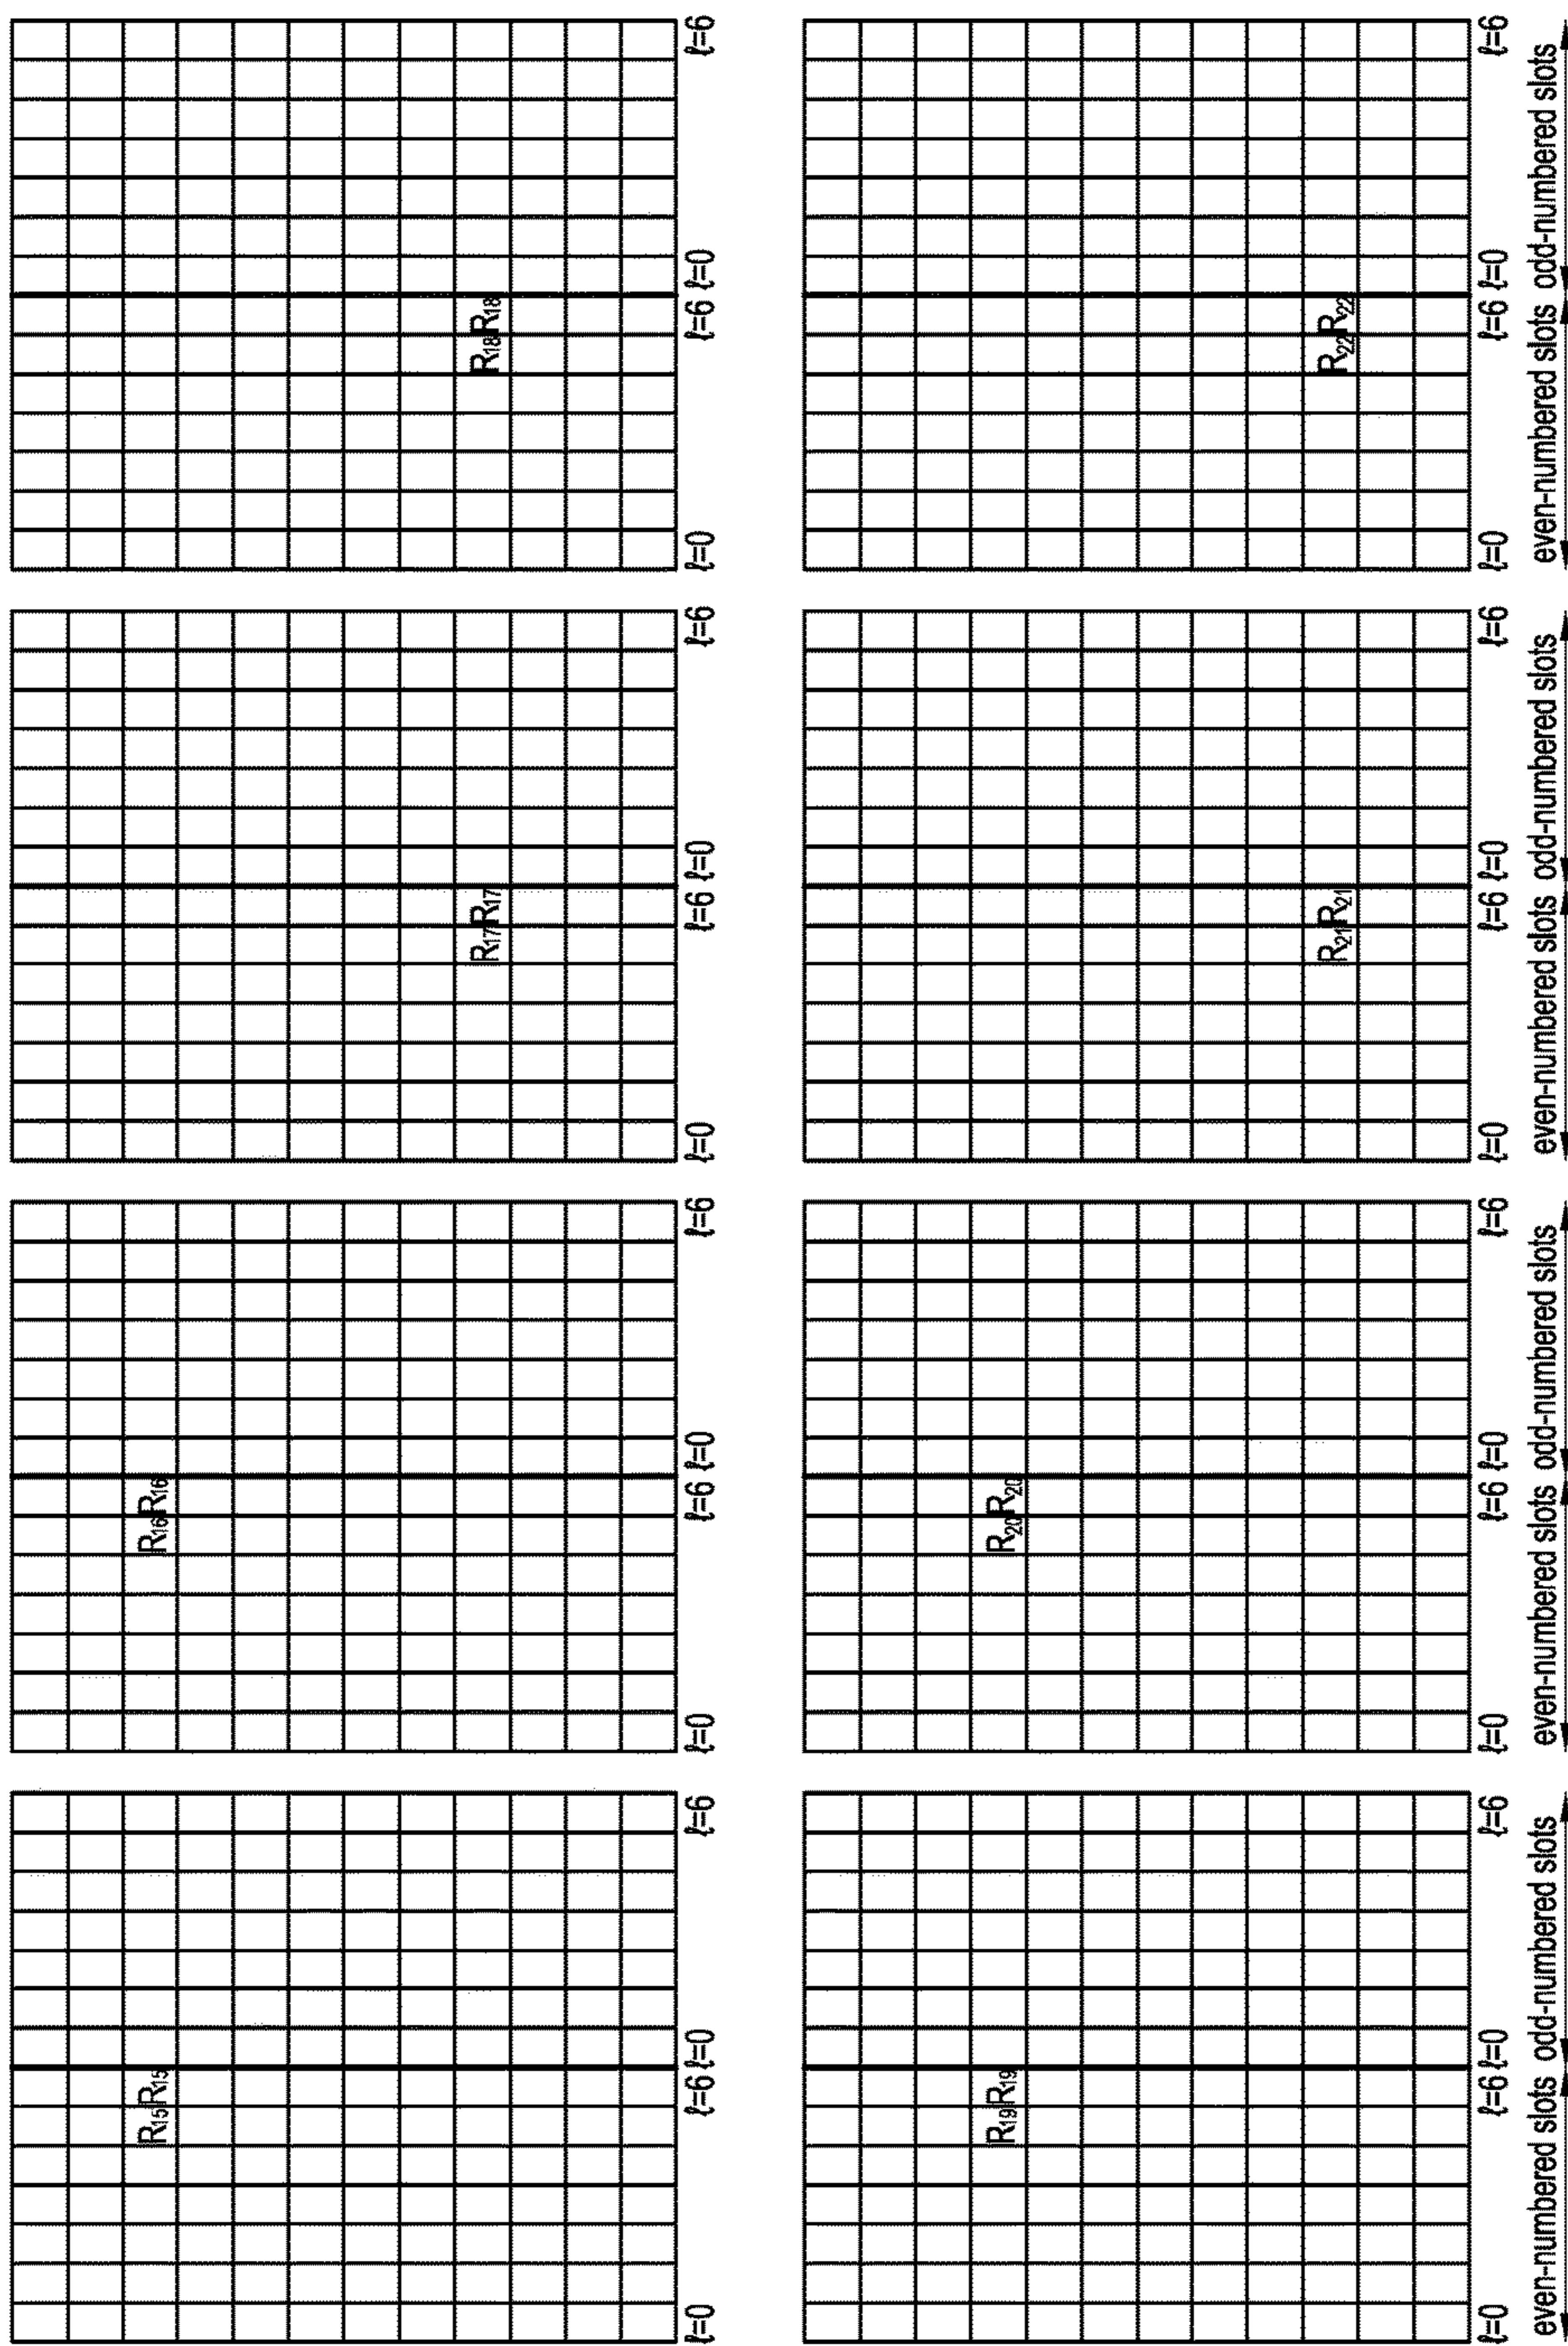 R15 R15
R16 R16
R17 R17
R18 R18
ℓ=0 ℓ=6 ℓ=0 ℓ=6
ℓ=0 ℓ=6 ℓ=0 ℓ=6
ℓ=0 ℓ=6 ℓ=0 ℓ=6
ℓ=0 ℓ=6 ℓ=0 ℓ=6
R19 R19
R20 R20
R21 R21
R22 R22
ℓ=0 ℓ=6 ℓ=0 ℓ=6
ℓ=0 ℓ=6 ℓ=0 ℓ=6
ℓ=0 ℓ=6 ℓ=0 ℓ=6
ℓ=0 ℓ=6 ℓ=0 ℓ=6
even-numbered slots odd-numbered slots
even-numbered slots odd-numbered slots
even-numbered slots odd-numbered slots
even-numbered slots odd-numbered slots